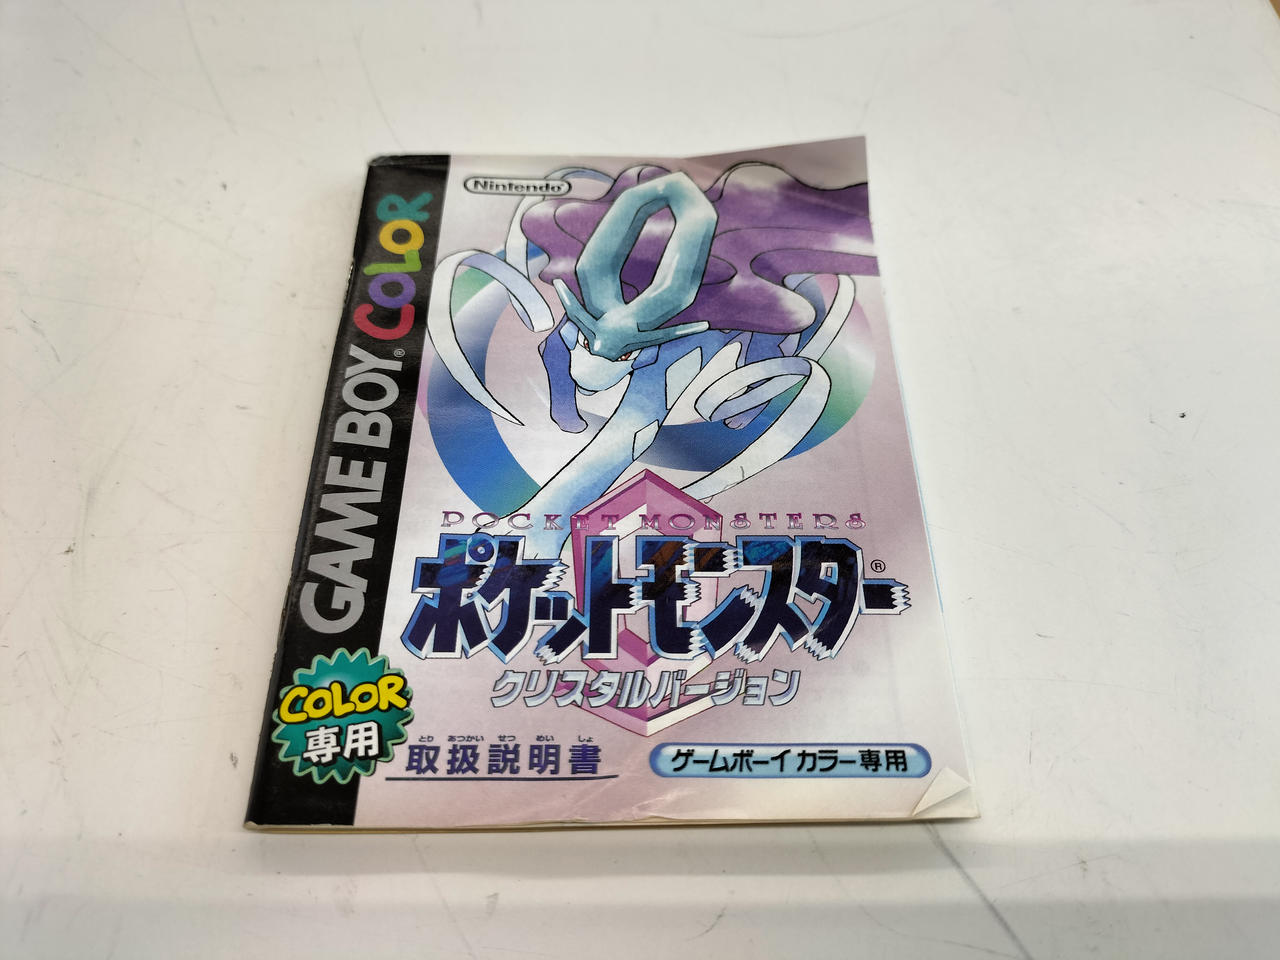 Nintendo®
GAME BOY® COLOR
POCKET MONSTERS
ポケットモンスター®
クリスタルバージョン
COLOR
専用
とり あつかい せつ めい しょ
取扱説明書
ゲームボーイ カラー専用